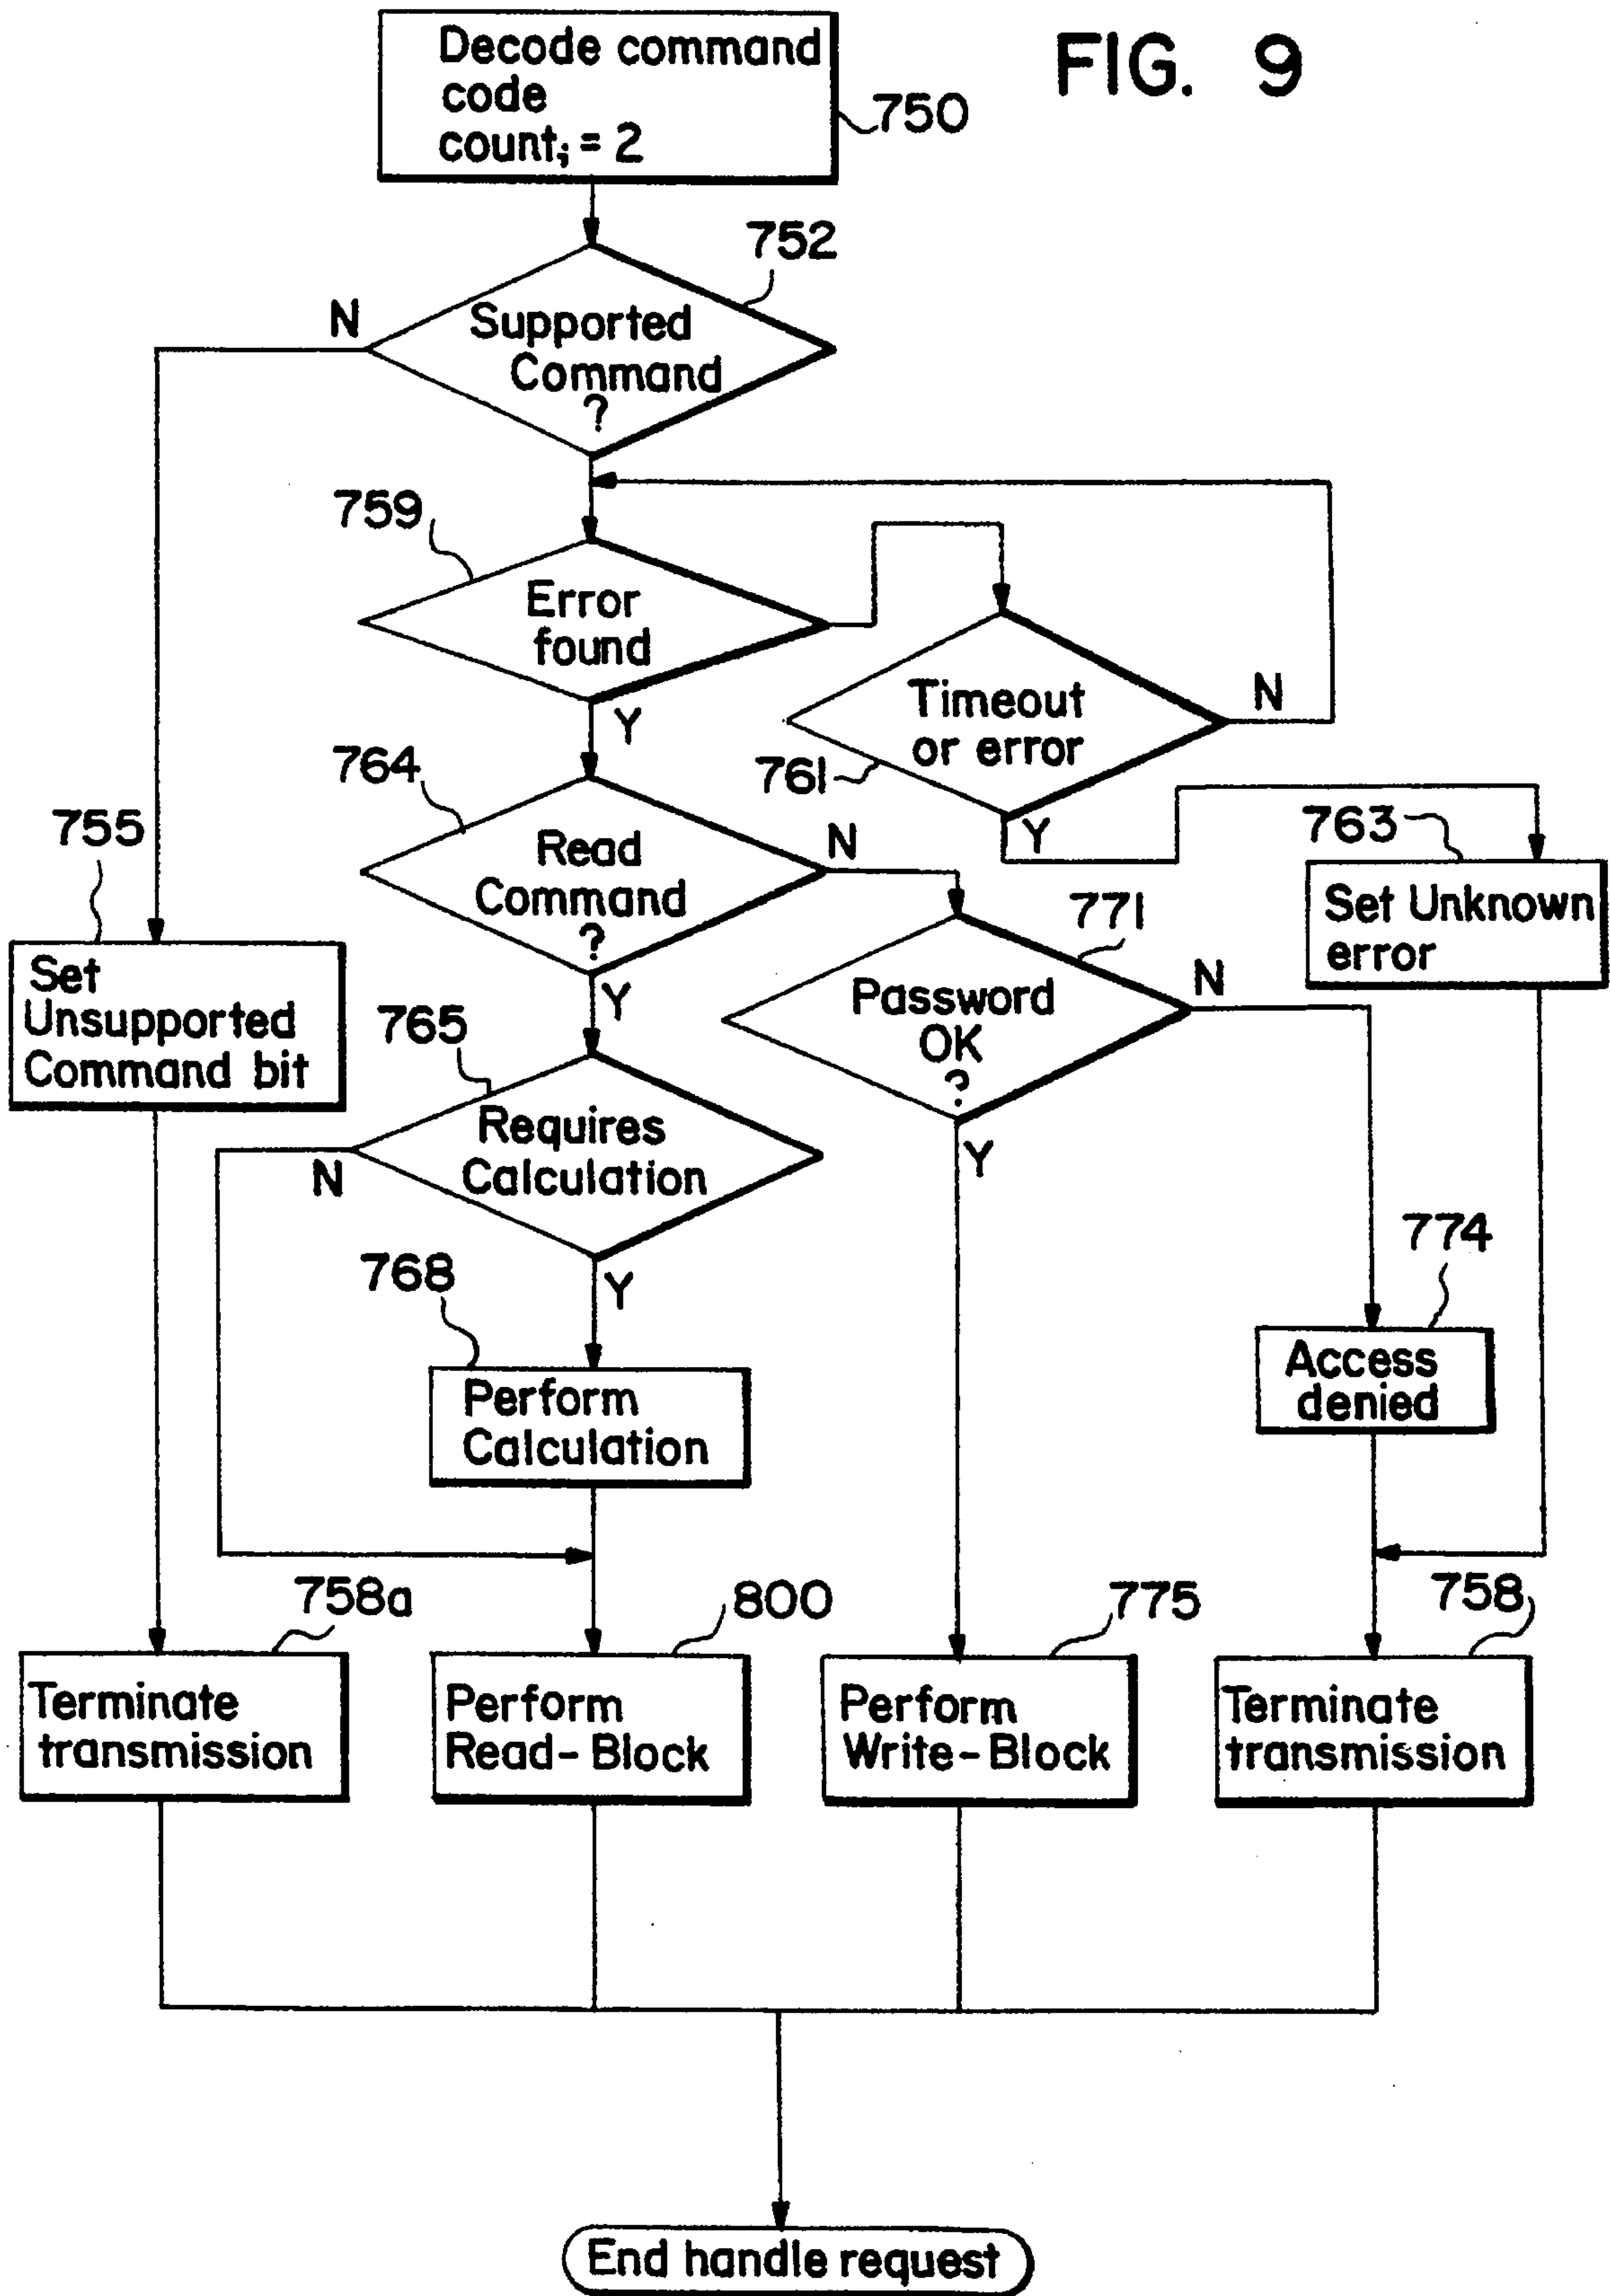 FIG. 9
Decode command
code
count; = 2
750
752
N
Supported
Command
?
759
Error
found
Y
Timeout
or error
N
761
Y
764
Read
Command
?
N
Y
755
Set
Unsupported
Command bit
763
Set Unknown
error
771
Password
OK
?
N
Y
765
Requires
Calculation
N
Y
768
Perform
Calculation
774
Access
denied
758a
Terminate
transmission
800
Perform
Read-Block
775
Perform
Write-Block
758
Terminate
transmission
End handle request